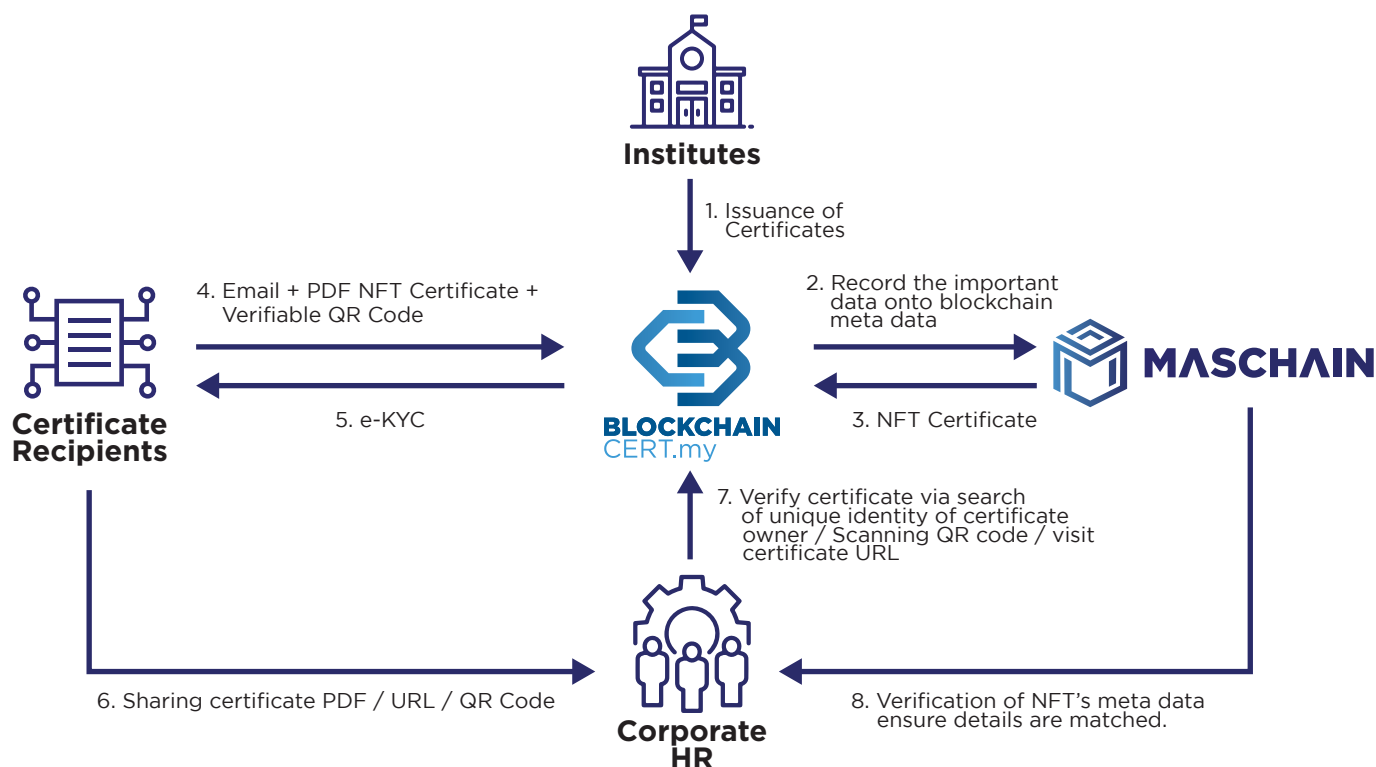 Institutes
1. Issuance of
Certificates
4. Email + PDF NFT Certificate +
Verifiable QR Code
2. Record the important
data onto blockchain
meta data
MASCHAIN
5. e-KYC
3. NFT Certificate
Certificate
Recipients
BLOCKCHAIN
CERT.my
7. Verify certificate via search
of unique identity of certificate
owner / Scanning QR code / visit
certificate URL
6. Sharing certificate PDF / URL / QR Code
8. Verification of NFT's meta data
ensure details are matched.
Corporate
HR